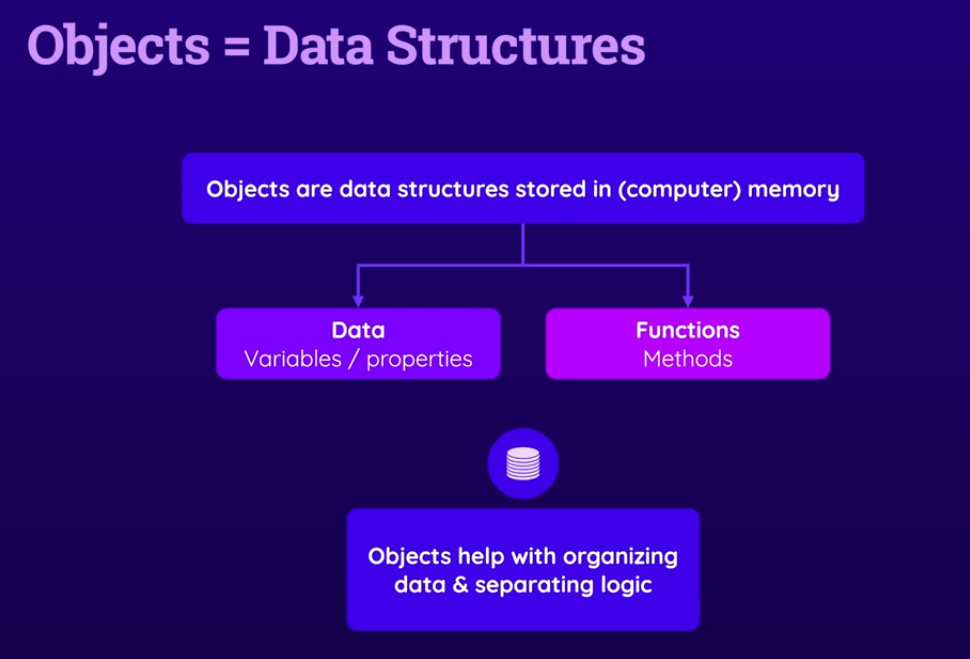 Objects = Data Structures
Objects are data structures stored in (computer) memory
Data
Variables / properties
Functions
Methods
Objects help with organizing
data & separating logic